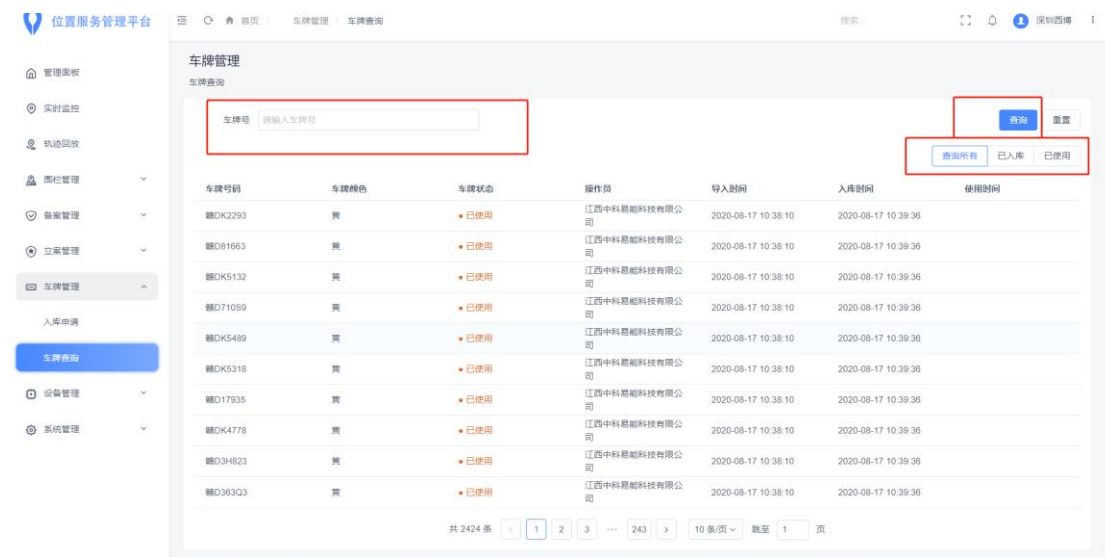 位置服务管理平台
首页 / 车牌管理 / 车牌查询
搜索...
深圳西博
车牌管理
车牌查询
管理面板
实时监控
轨迹回放
围栏管理
备案管理
立案管理
车牌管理
入库申请
车牌查询
设备管理
系统管理
车牌号 请输入车牌号
查询 重置
查询所有 已入库 已使用
车牌号码 车牌颜色 车牌状态 操作员 导入时间 入库时间 使用时间
赣DK2293 黄 已使用 江西中科易能科技有限公司 2020-08-17 10:38:10 2020-08-17 10:39:36
赣D81663 黄 已使用 江西中科易能科技有限公司 2020-08-17 10:38:10 2020-08-17 10:39:36
赣DK5132 黄 已使用 江西中科易能科技有限公司 2020-08-17 10:38:10 2020-08-17 10:39:36
赣D710S9 黄 已使用 江西中科易能科技有限公司 2020-08-17 10:38:10 2020-08-17 10:39:36
赣DK5489 黄 已使用 江西中科易能科技有限公司 2020-08-17 10:38:10 2020-08-17 10:39:36
赣DK5318 黄 已使用 江西中科易能科技有限公司 2020-08-17 10:38:10 2020-08-17 10:39:36
赣D17935 黄 已使用 江西中科易能科技有限公司 2020-08-17 10:38:10 2020-08-17 10:39:36
赣DK4778 黄 已使用 江西中科易能科技有限公司 2020-08-17 10:38:10 2020-08-17 10:39:36
赣D3H823 黄 已使用 江西中科易能科技有限公司 2020-08-17 10:38:10 2020-08-17 10:39:36
赣D363Q3 黄 已使用 江西中科易能科技有限公司 2020-08-17 10:38:10 2020-08-17 10:39:36
共 2424 条 < 1 2 3 ··· 243 > 10 条/页 跳至 1 页